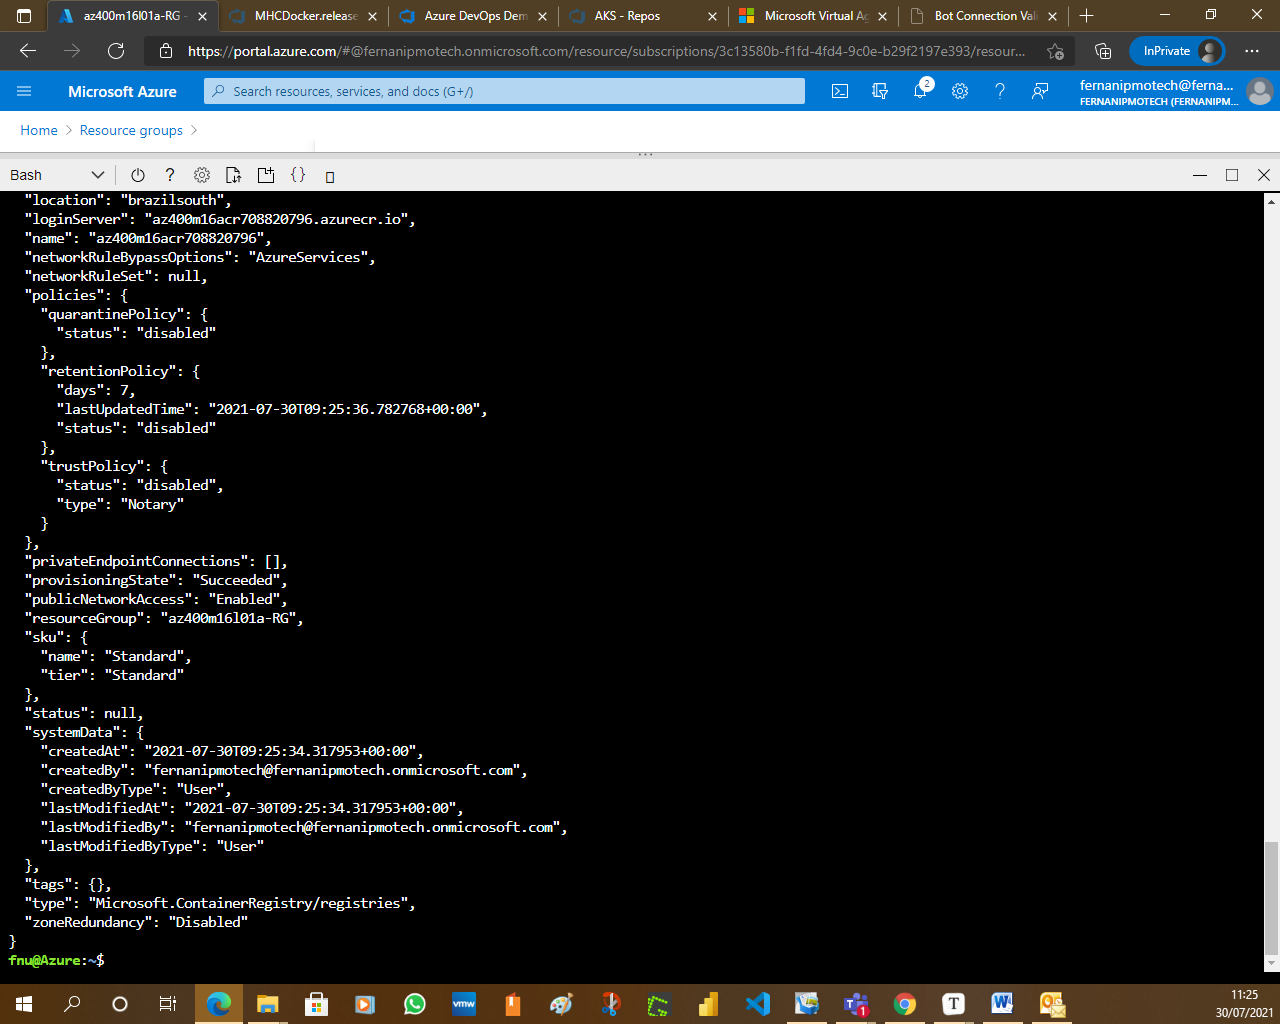 az400m16l01a-RG -
MHCDocker.release
Azure DevOps Dem
AKS - Repos
Microsoft Virtual Ag
Bot Connection Vali
https://portal.azure.com/#@fernanipmotech.onmicrosoft.com/resource/subscriptions/3c13580b-f1fd-4fd4-9c0e-b29f2197e393/resour...
InPrivate
Microsoft Azure
Search resources, services, and docs (G+/)
2
fernanipmotech@ferna...
FERNANIPMOTECH (FERNANIPM...
Home > Resource groups >
Bash
"location": "brazilsouth",
"loginServer": "az400m16acr708820796.azurecr.io",
"name": "az400m16acr708820796",
"networkRuleBypassOptions": "AzureServices",
"networkRuleSet": null,
"policies": {
"quarantinePolicy": {
"status": "disabled"
},
"retentionPolicy": {
"days": 7,
"lastUpdatedTime": "2021-07-30T09:25:36.782768+00:00",
"status": "disabled"
},
"trustPolicy": {
"status": "disabled",
"type": "Notary"
}
},
"privateEndpointConnections": [],
"provisioningState": "Succeeded",
"publicNetworkAccess": "Enabled",
"resourceGroup": "az400m16l01a-RG",
"sku": {
"name": "Standard",
"tier": "Standard"
},
"status": null,
"systemData": {
"createdAt": "2021-07-30T09:25:34.317953+00:00",
"createdBy": "fernanipmotech@fernanipmotech.onmicrosoft.com",
"createdByType": "User",
"lastModifiedAt": "2021-07-30T09:25:34.317953+00:00",
"lastModifiedBy": "fernanipmotech@fernanipmotech.onmicrosoft.com",
"lastModifiedByType": "User"
},
"tags": {},
"type": "Microsoft.ContainerRegistry/registries",
"zoneRedundancy": "Disabled"
}
fnu@Azure:~$
vmw
1
T
11:25
30/07/2021